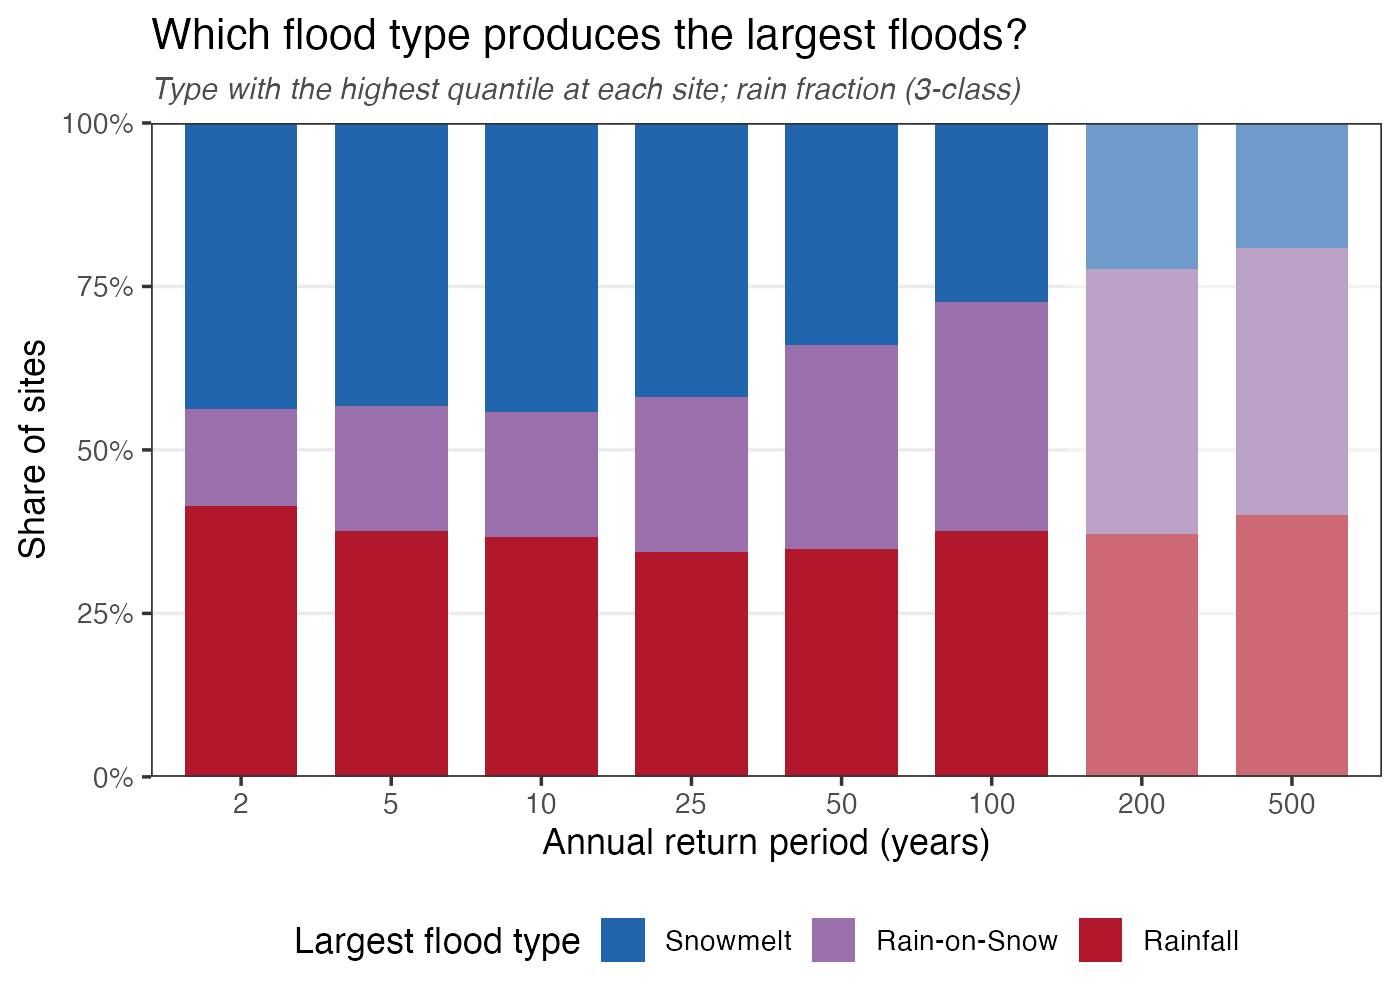 Which flood type produces the largest floods?
Type with the highest quantile at each site; rain fraction (3-class)
100%
75%
50%
25%
0%
Share of sites
2 5 10 25 50 100 200 500
Annual return period (years)
Largest flood type Snowmelt Rain-on-Snow Rainfall